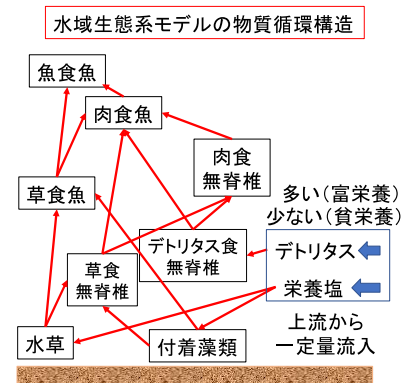 水域生態系モデルの物質循環構造
魚食魚
肉食魚
肉食
無脊椎
草食魚
多い（富栄養）
少ない（貧栄養）
デトリタス食
無脊椎
デトリタス
草食
無脊椎
栄養塩
水草
付着藻類
上流から
一定量流入